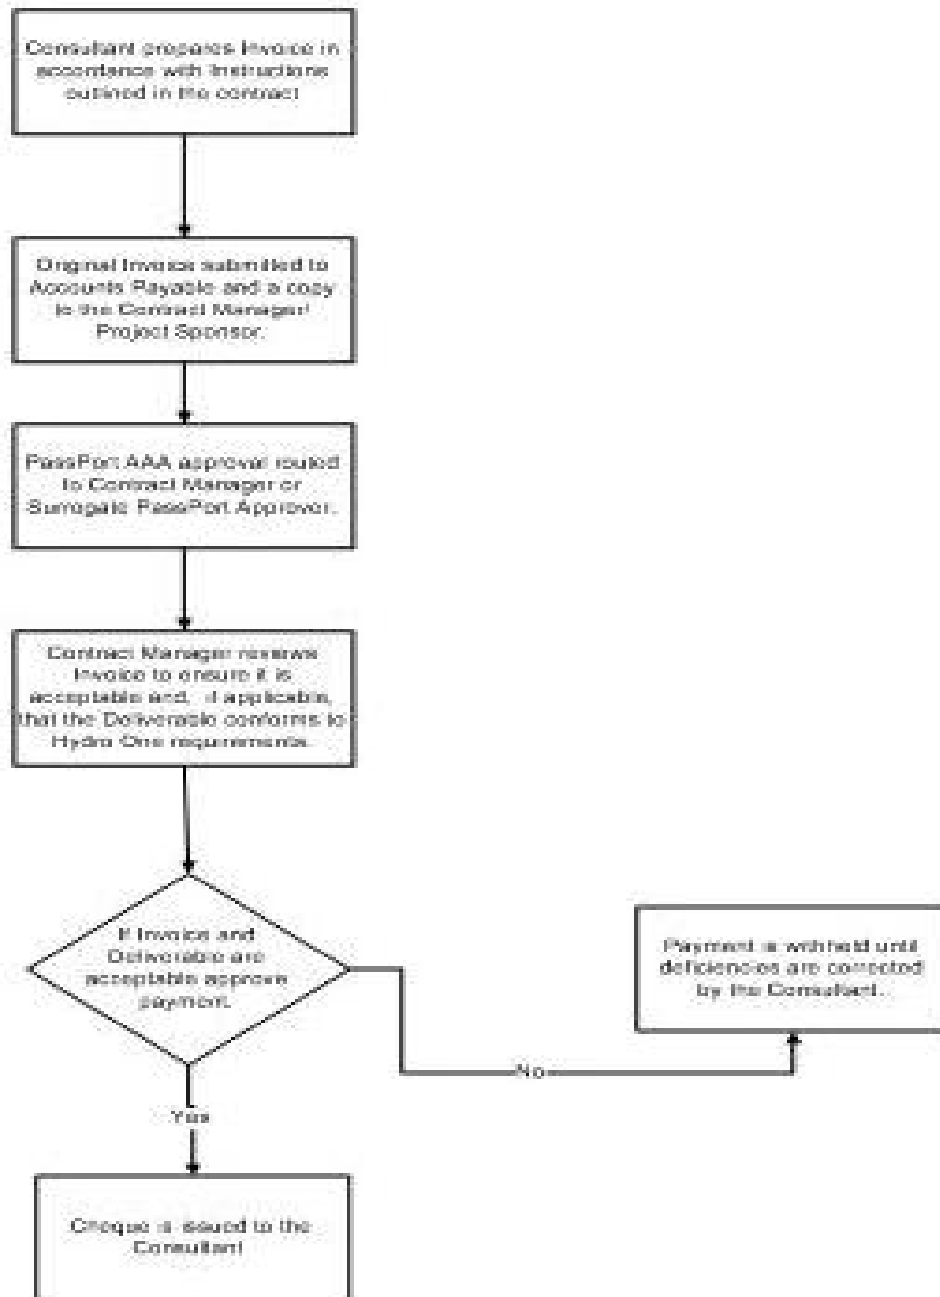 Consultant prepares Invoice in
accordance with Instructions
outlined in the contract
Original Invoice submitted to
Accounts Payable and a copy
to the Contract Manager/
Project Sponsor.
PassPort AAA approval routed
to Contract Manager or
Surrogate PassPort Approver.
Contract Manager reviews
Invoice to ensure it is
acceptable and, if applicable,
that the Deliverable conforms to
Hydro One requirements.
If Invoice and
Deliverable are
acceptable approve
payment.
Payment is withheld until
deficiencies are corrected
by the Consultant.
No
Yes
Cheque is issued to the
Consultant